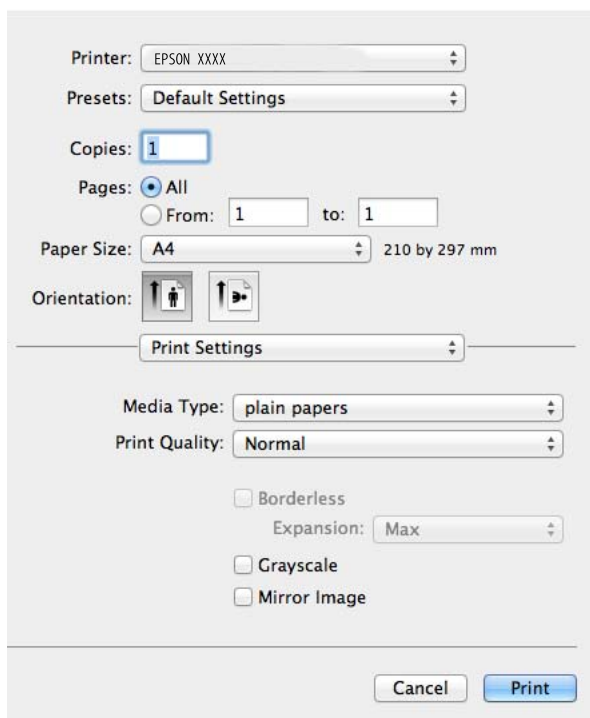 Printer: EPSON XXXX
Presets: Default Settings
Copies: 1
Pages: All
From: 1 to: 1
Paper Size: A4 210 by 297 mm
Orientation:
Print Settings
Media Type: plain papers
Print Quality: Normal
Borderless
Expansion: Max
Grayscale
Mirror Image
Cancel Print